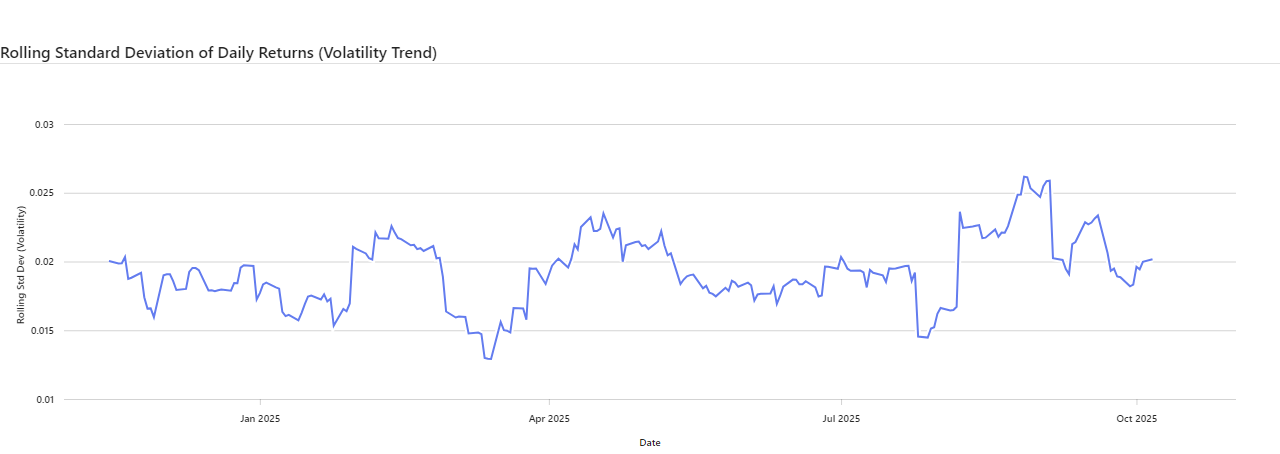 Rolling Standard Deviation of Daily Returns (Volatility Trend)
0.03
0.025
0.02
0.015
0.01
Rolling Std Dev (Volatility)
Jan 2025
Apr 2025
Jul 2025
Oct 2025
Date